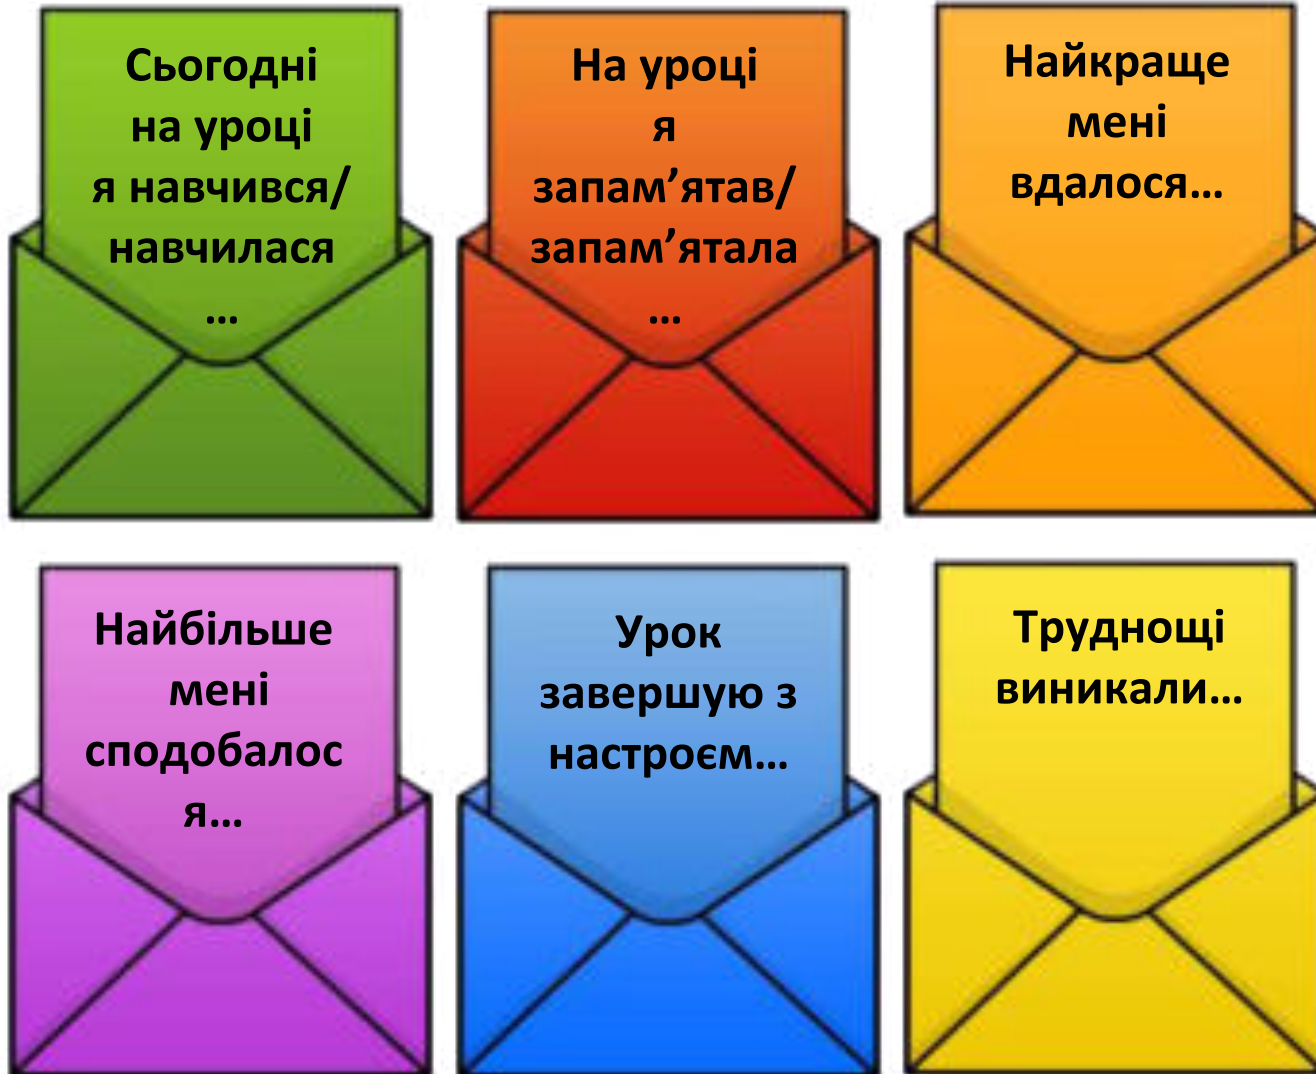 Сьогодні
на уроці
я навчився/
навчилася
...
На уроці
я
запам’ятав/
запам’ятала
...
Найкраще
мені
вдалося...
Найбільше
мені
сподобалос
я...
Урок
завершую з
настроєм...
Труднощі
виникали...